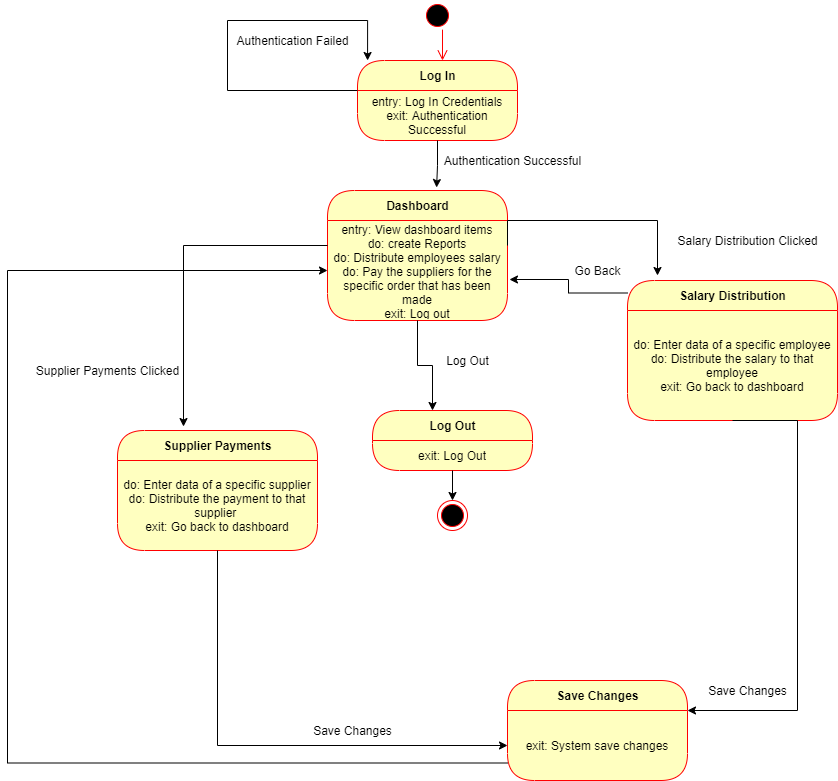 Authentication Failed
Log In
entry: Log In Credentials
exit: Authentication
Successful
Authentication Successful
Dashboard
entry: View dashboard items
do: create Reports
do: Distribute employees salary
do: Pay the suppliers for the
specific order that has been
made
exit: Log out
Salary Distribution Clicked
Go Back
Salary Distribution
do: Enter data of a specific employee
do: Distribute the salary to that
employee
exit: Go back to dashboard
Supplier Payments Clicked
Log Out
Log Out
exit: Log Out
Supplier Payments
do: Enter data of a specific supplier
do: Distribute the payment to that
supplier
exit: Go back to dashboard
Save Changes
Save Changes
Save Changes
exit: System save changes